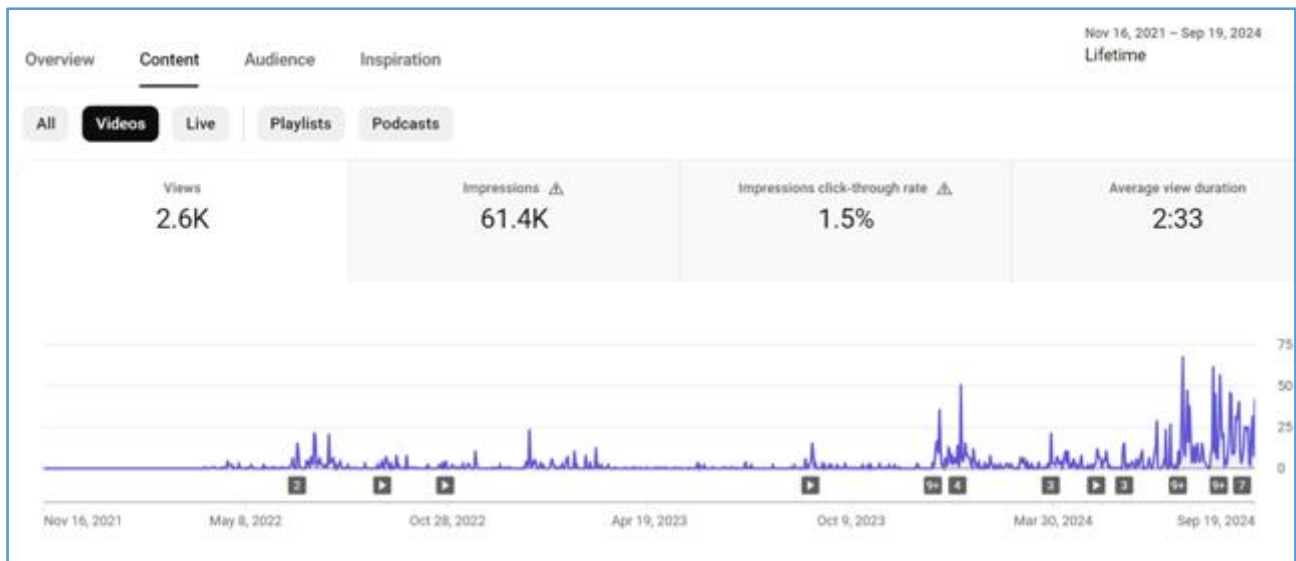 Nov 16, 2021 – Sep 19, 2024
Overview Content Audience Inspiration
Lifetime
All Videos Live Playlists Podcasts
Views Impressions Impressions click-through rate Average view duration
2.6K 61.4K 1.5% 2:33
75
50
25
0
2 9+ 4 3 3 9+ 9+ 7
Nov 16, 2021 May 8, 2022 Oct 28, 2022 Apr 19, 2023 Oct 9, 2023 Mar 30, 2024 Sep 19, 2024